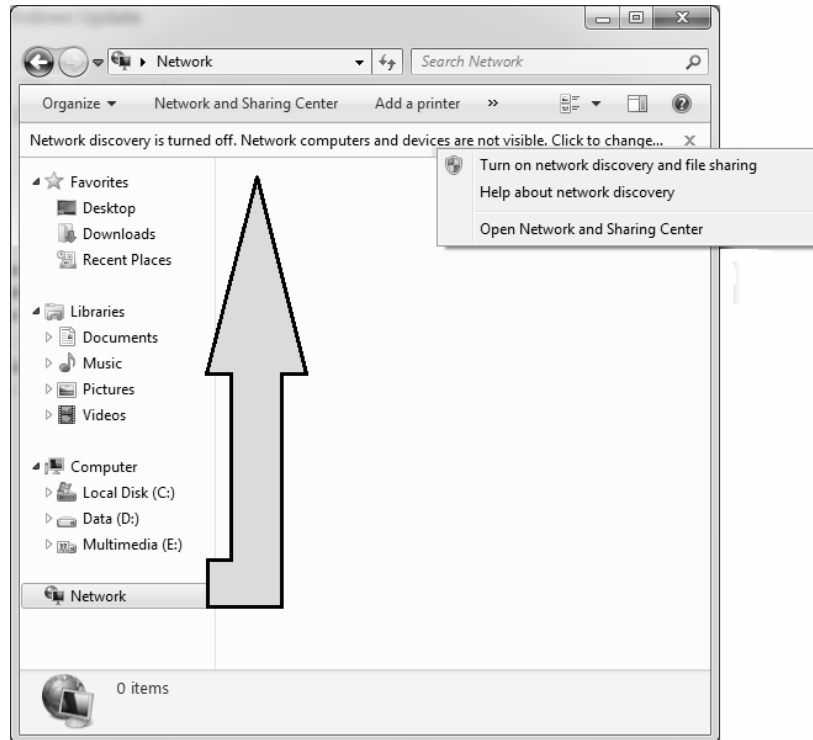 Network
Search Network
Organize
Network and Sharing Center
Add a printer
»
Network discovery is turned off. Network computers and devices are not visible. Click to change...
Turn on network discovery and file sharing
Help about network discovery
Open Network and Sharing Center
Favorites
Desktop
Downloads
Recent Places
Libraries
Documents
Music
Pictures
Videos
Computer
Local Disk (C:)
Data (D:)
Multimedia (E:)
Network
0 items